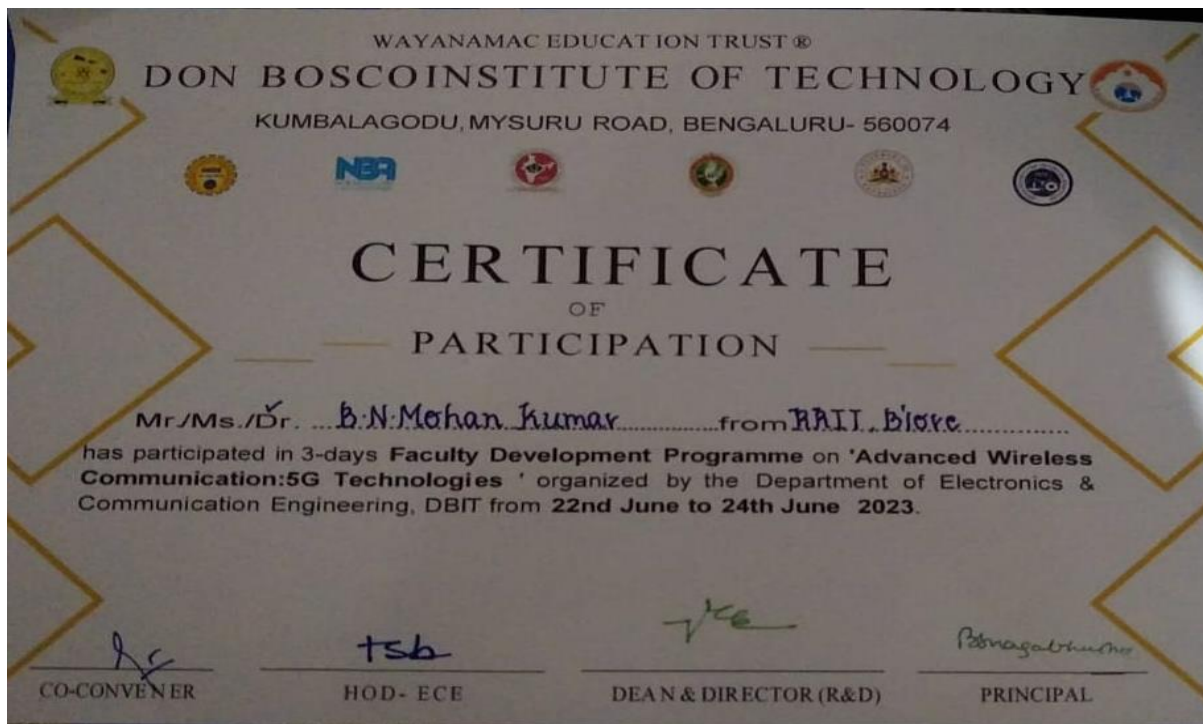 WAYANAMAC EDUCATION TRUST ®
DON BOSCOINSTITUTE OF TECHNOLOGY
KUMBALAGODU, MYSURU ROAD, BENGALURU- 560074
NBA
CERTIFICATE
OF
PARTICIPATION
Mr./Ms./Dr. B.N.Mohan Kumar from RRIT, B'lore
has participated in 3-days Faculty Development Programme on 'Advanced Wireless
Communication:5G Technologies ' organized by the Department of Electronics &
Communication Engineering, DBIT from 22nd June to 24th June 2023.
tsb
CO-CONVENER HOD- ECE DEAN & DIRECTOR (R&D) PRINCIPAL